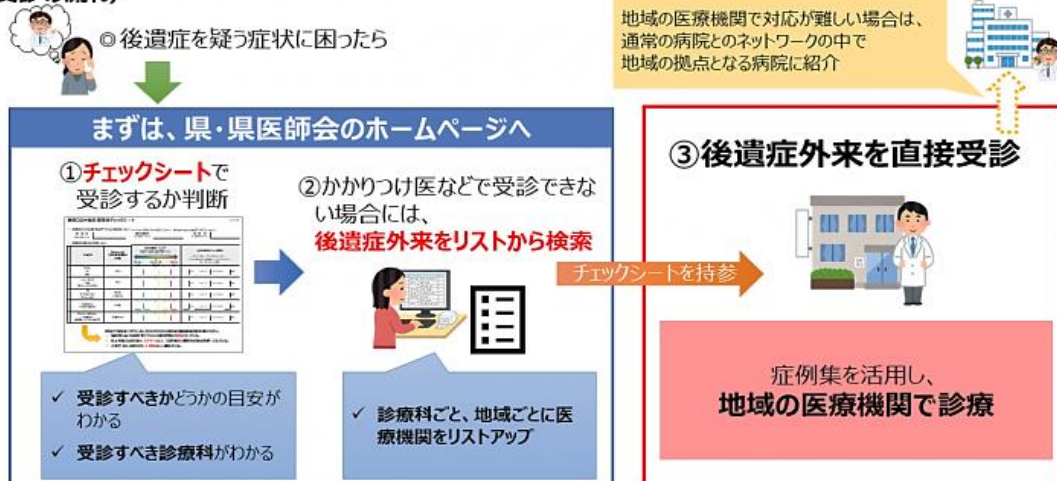 ◎後遺症を疑う症状に困ったら
地域の医療機関で対応が難しい場合は、
通常の病院とのネットワークの中で
地域の拠点となる病院に紹介
まずは、県・県医師会のホームページへ
①チェックシートで
受診するか判断
②かかりつけ医などで受診できな
い場合には、
後遺症外来をリストから検索
✓ 受診すべきかどうかの目安が
わかる
✓ 受診すべき診療科がわかる
✓ 診療科ごと、地域ごとに医
療機関をリストアップ
チェックシートを持参
③後遺症外来を直接受診
症例集を活用し、
地域の医療機関で診療